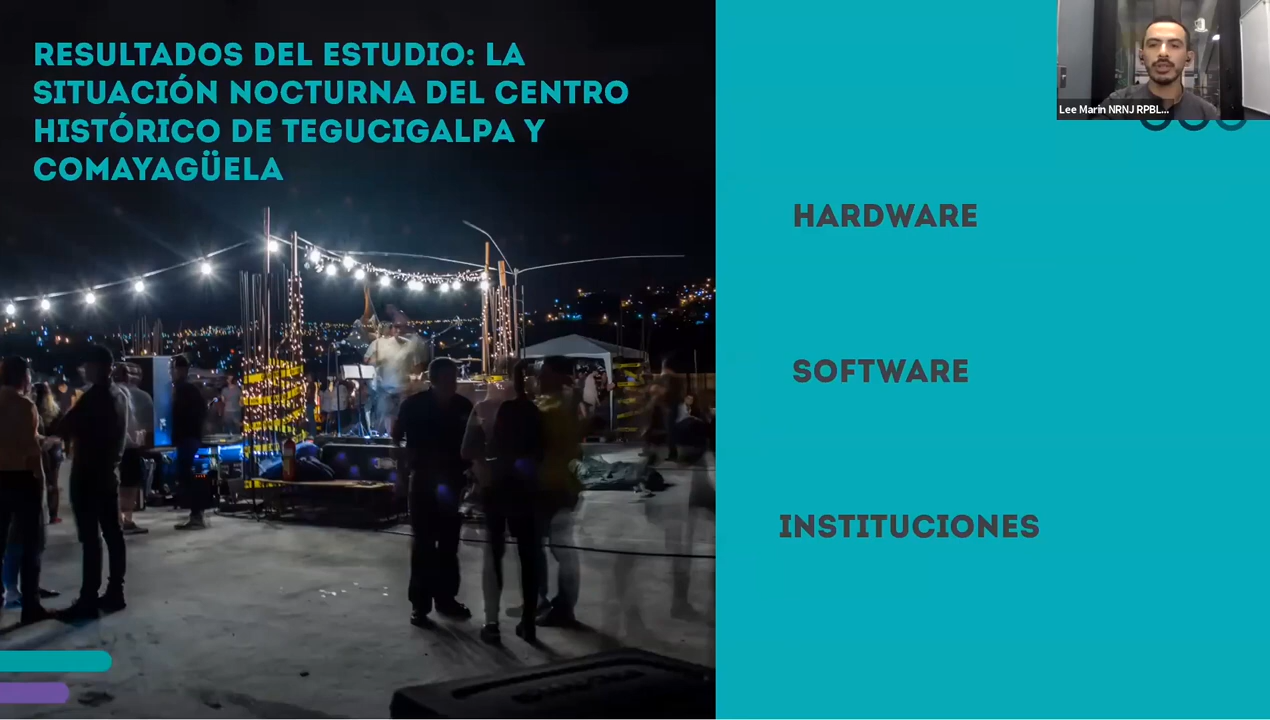 RESULTADOS DEL ESTUDIO: LA
SITUACIÓN NOCTURNA DEL CENTRO
HISTÓRICO DE TEGUCIGALPA Y
COMAYAGÜELA
Lee Marin NRNJ RPBL...
HARDWARE
SOFTWARE
INSTITUCIONES